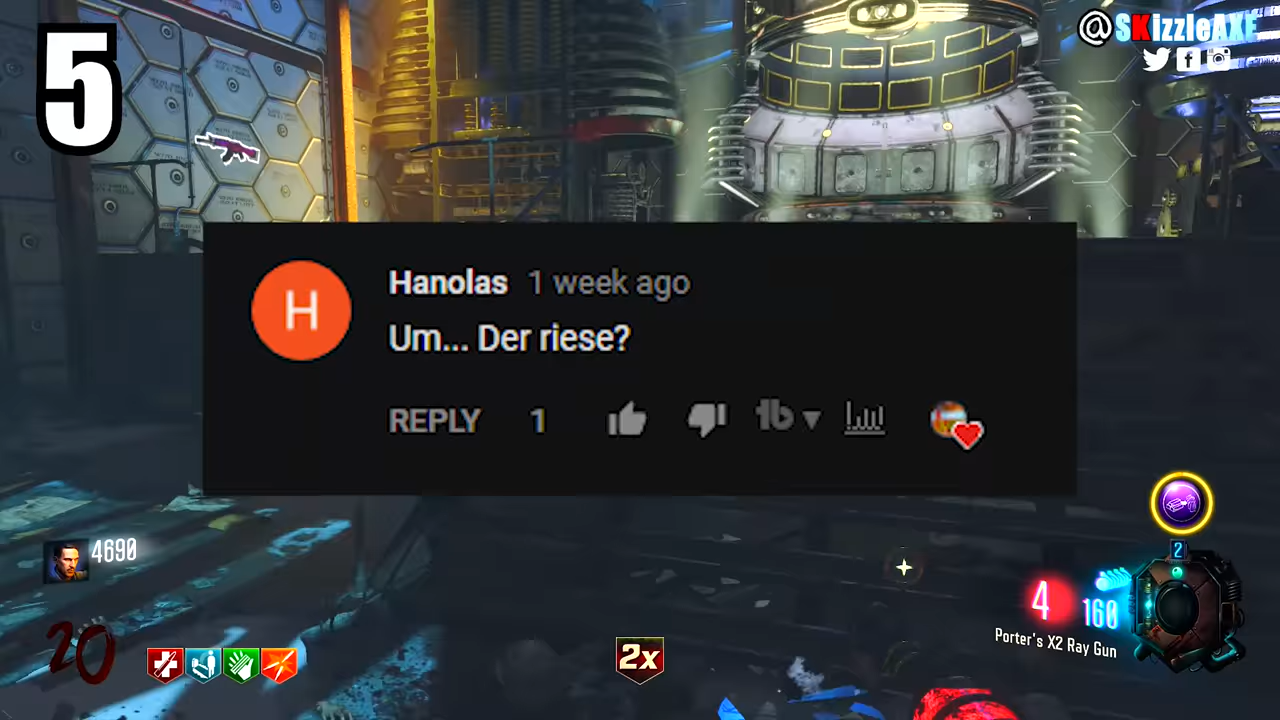 5
@SKizzleAXE
H
Hanolas 1 week ago
Um... Der riese?
REPLY 1
tb
4690
2
4 160
Porter's X2 Ray Gun
20
2x